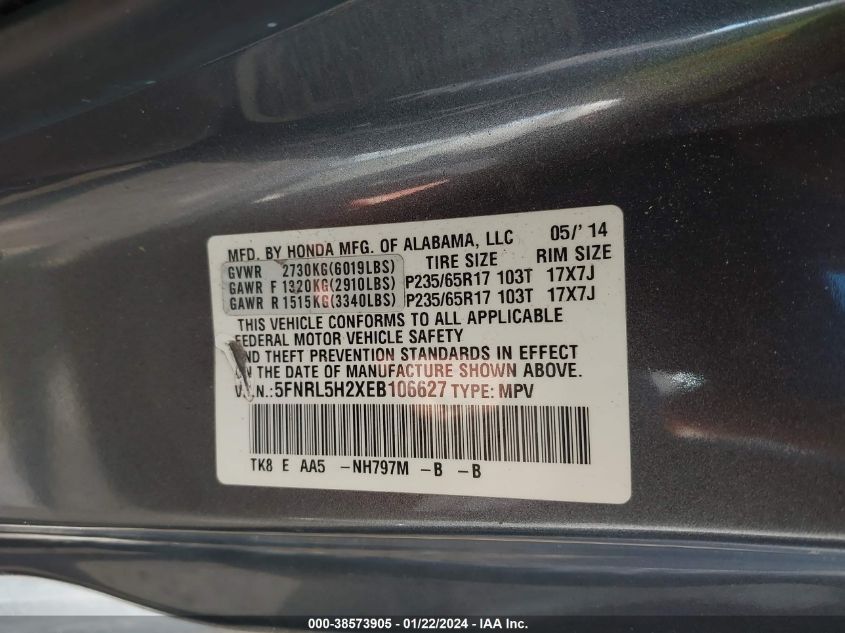 MFD. BY HONDA MFG. OF ALABAMA, LLC 05/' 14
TIRE SIZE RIM SIZE
GVWR 2730KG(6019LBS)
GAWR F 1320KG(2910LBS) P235/65R17 103T 17X7J
GAWR R 1515KG(3340LBS) P235/65R17 103T 17X7J
THIS VEHICLE CONFORMS TO ALL APPLICABLE
FEDERAL MOTOR VEHICLE SAFETY
AND THEFT PREVENTION STANDARDS IN EFFECT
ON THE DATE OF MANUFACTURE SHOWN ABOVE.
V.I.N.:5FNRL5H2XEB106627 TYPE: MPV
TK8 E AA5 -NH797M -B -B
000-38573905 - 01/22/2024 - IAA Inc.